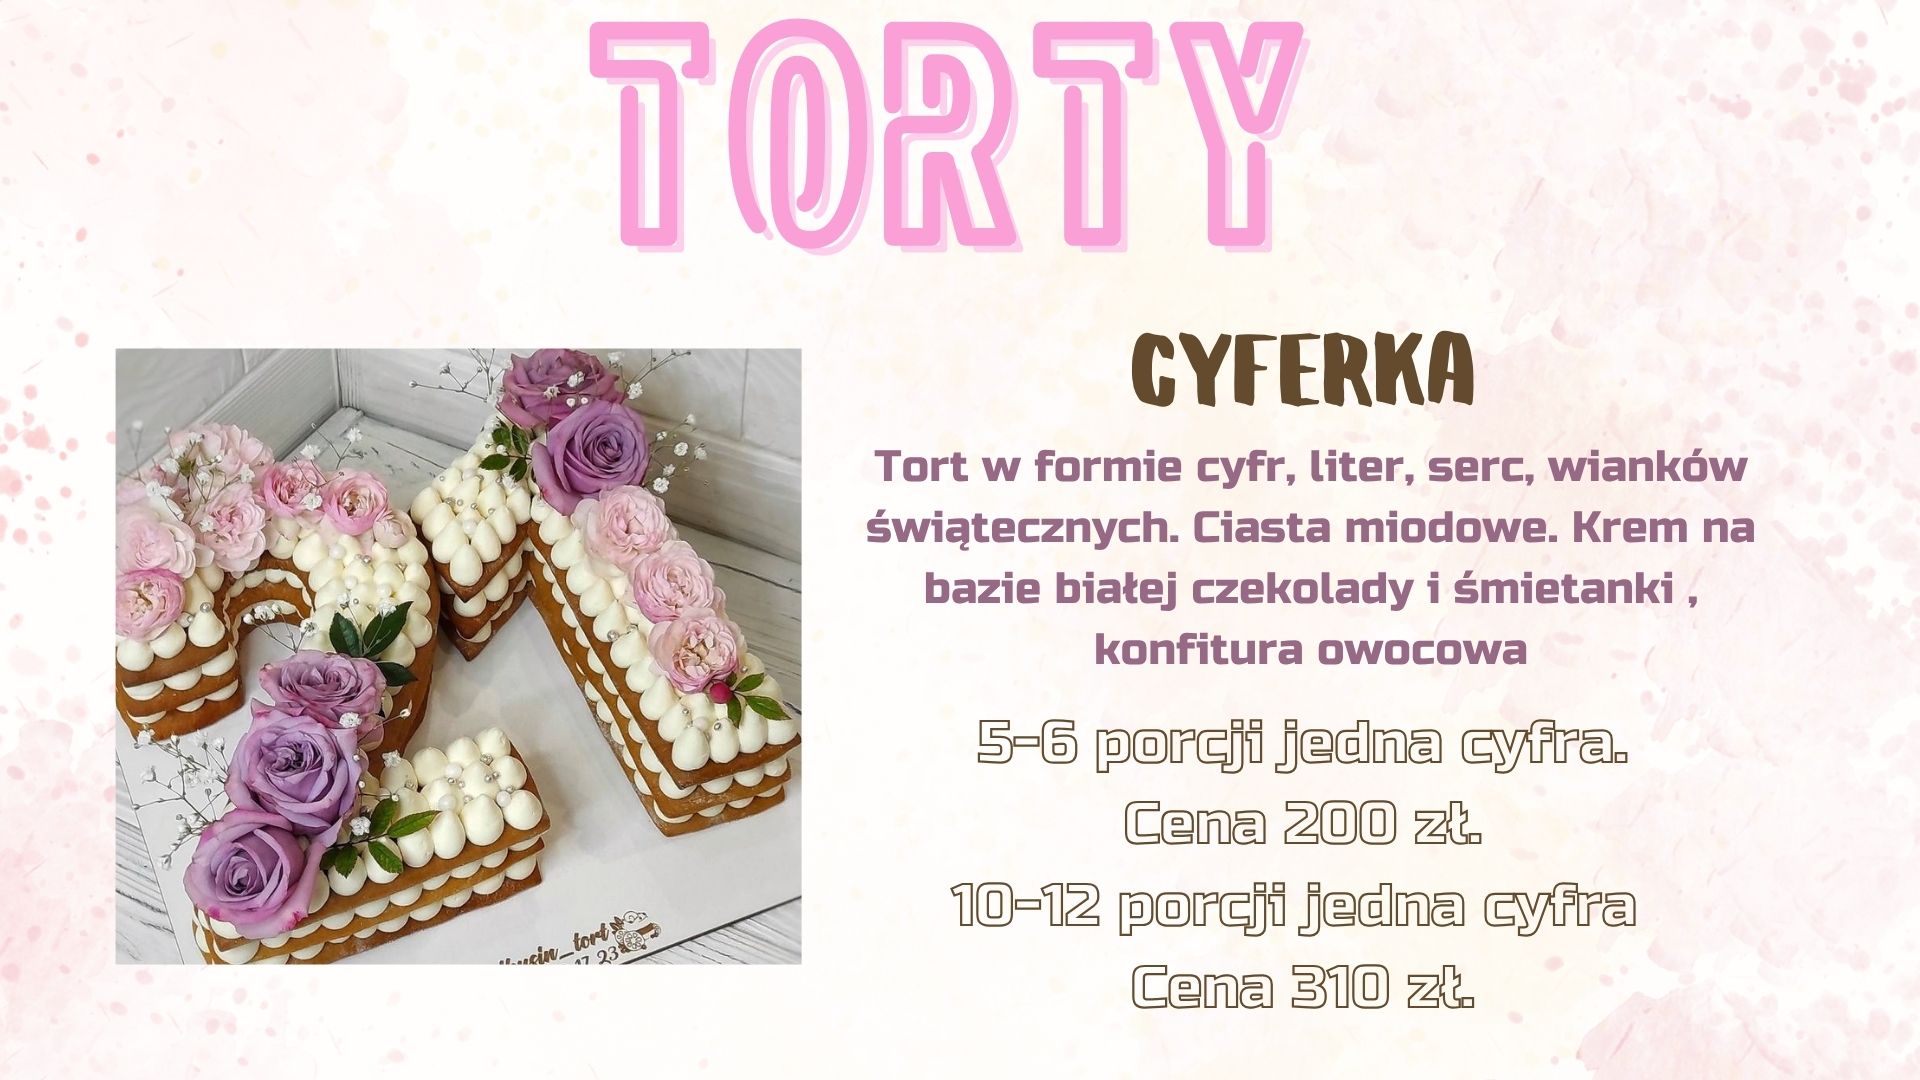 TORTY
CYFERKA
Tort w formie cyfr, liter, serc, wianków
świątecznych. Ciasta miodowe. Krem na
bazie białej czekolady i śmietanki ,
konfitura owocowa
5-6 porcji jedna cyfra.
Cena 200 zł.
10-12 porcji jedna cyfra
Cena 310 zł.